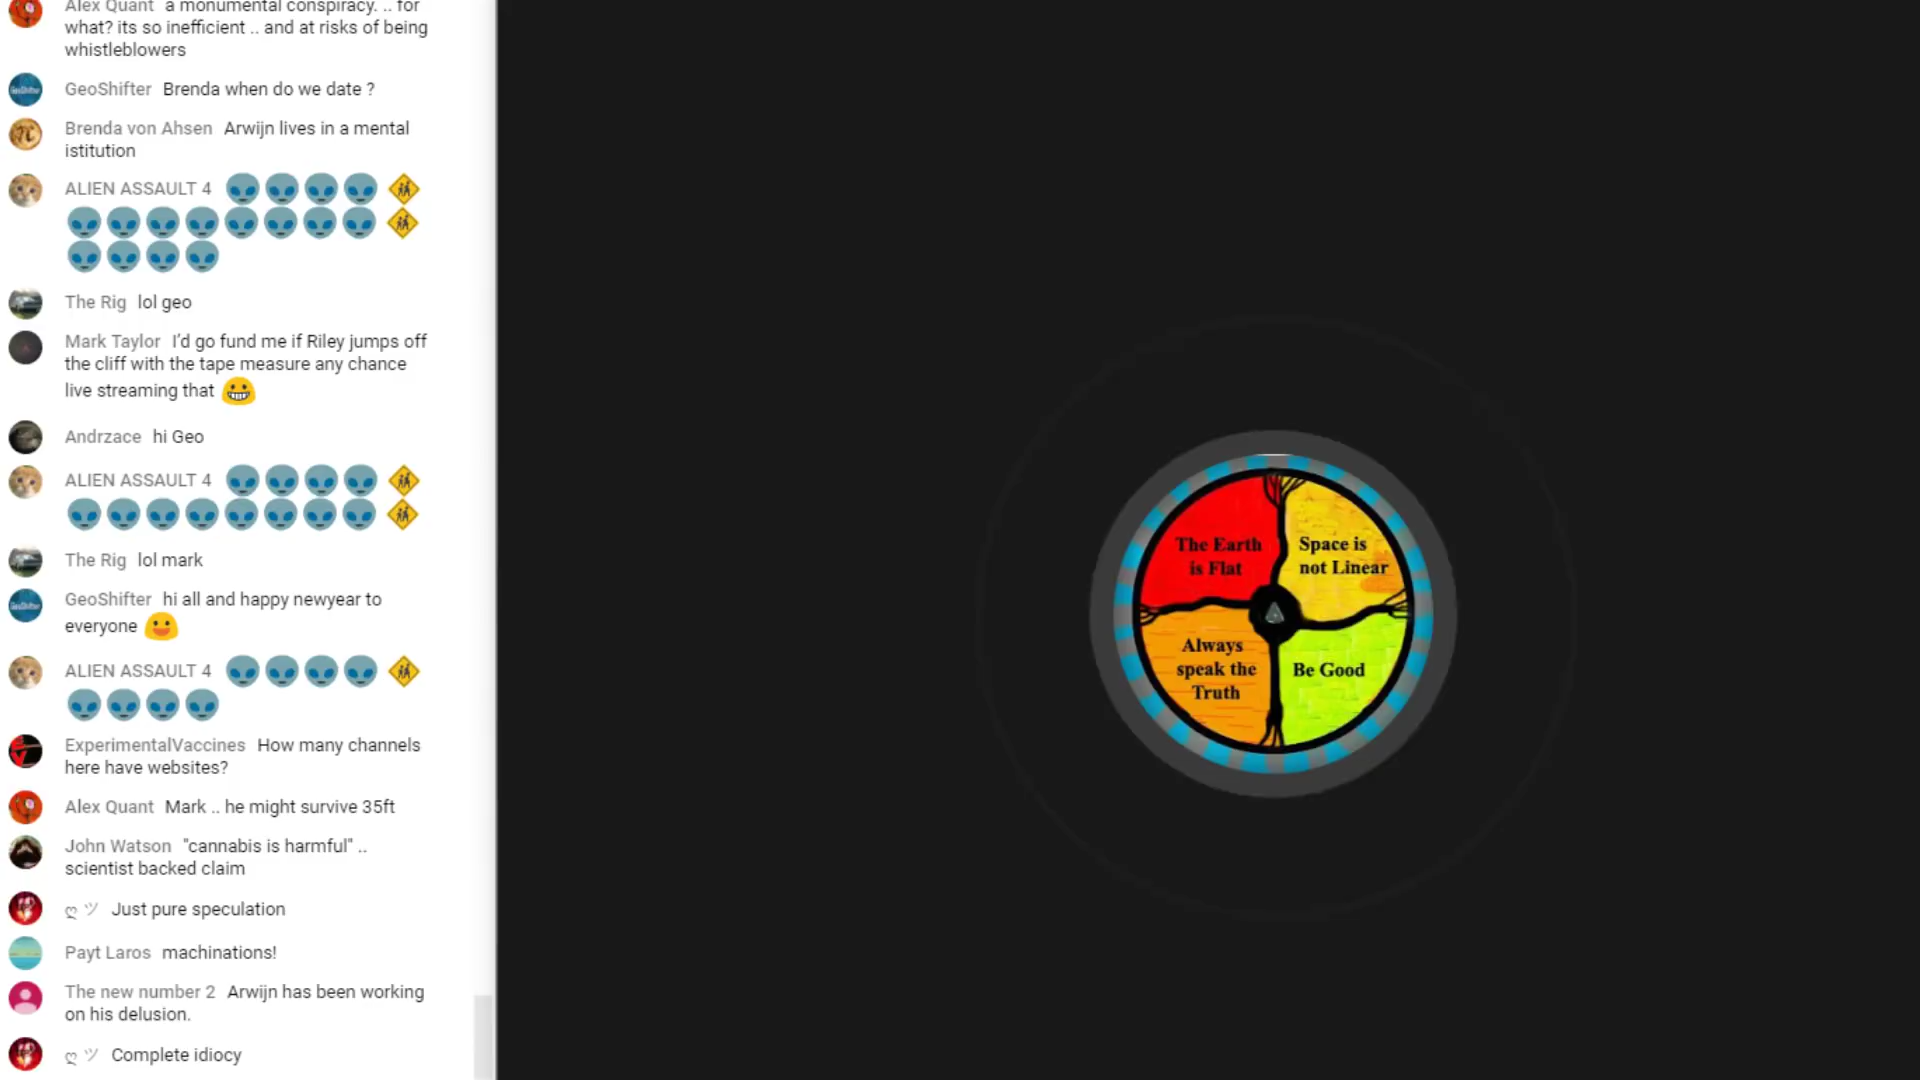 Alex Quant a monumental conspiracy. .. for
what? its so inefficient .. and at risks of being
whistleblowers
GeoShifter Brenda when do we date ?
Brenda von Ahsen Arwijn lives in a mental
istitution
ALIEN ASSAULT 4
The Rig lol geo
Mark Taylor I'd go fund me if Riley jumps off
the cliff with the tape measure any chance
live streaming that
Andrzace hi Geo
ALIEN ASSAULT 4
The Rig lol mark
GeoShifter hi all and happy newyear to
everyone
ALIEN ASSAULT 4
ExperimentalVaccines How many channels
here have websites?
Alex Quant Mark .. he might survive 35ft
John Watson "cannabis is harmful" ..
scientist backed claim
ღ ツ Just pure speculation
Payt Laros machinations!
The new number 2 Arwijn has been working
on his delusion.
ღ ツ Complete idiocy
The Earth
is Flat
Space is
not Linear
Always
speak the
Truth
Be Good